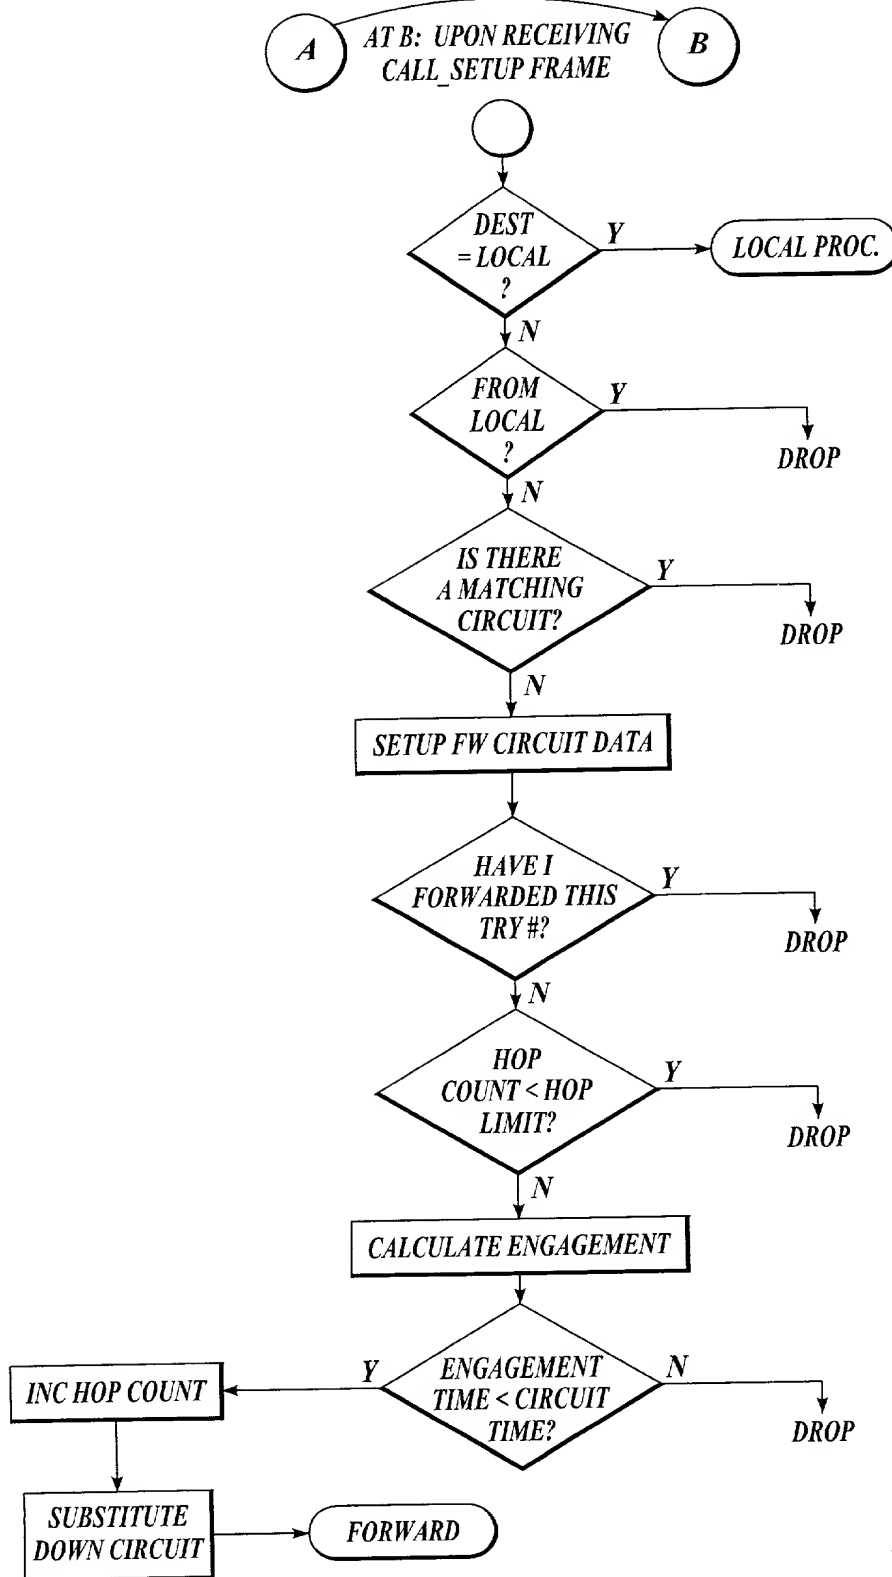 A
AT B: UPON RECEIVING
CALL_SETUP FRAME
B
DEST
= LOCAL
?
Y
LOCAL PROC.
N
FROM
LOCAL
?
Y
DROP
N
IS THERE
A MATCHING
CIRCUIT?
Y
DROP
N
SETUP FW CIRCUIT DATA
HAVE I
FORWARDED THIS
TRY #?
Y
DROP
N
HOP
COUNT < HOP
LIMIT?
Y
DROP
N
CALCULATE ENGAGEMENT
ENGAGEMENT
TIME < CIRCUIT
TIME?
Y
N
DROP
INC HOP COUNT
SUBSTITUTE
DOWN CIRCUIT
FORWARD